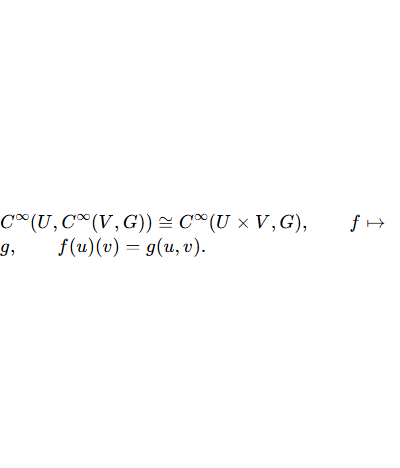 C^∞(U, C^∞(V, G)) ≅ C^∞(U × V, G), f ↦
g, f(u)(v) = g(u, v).